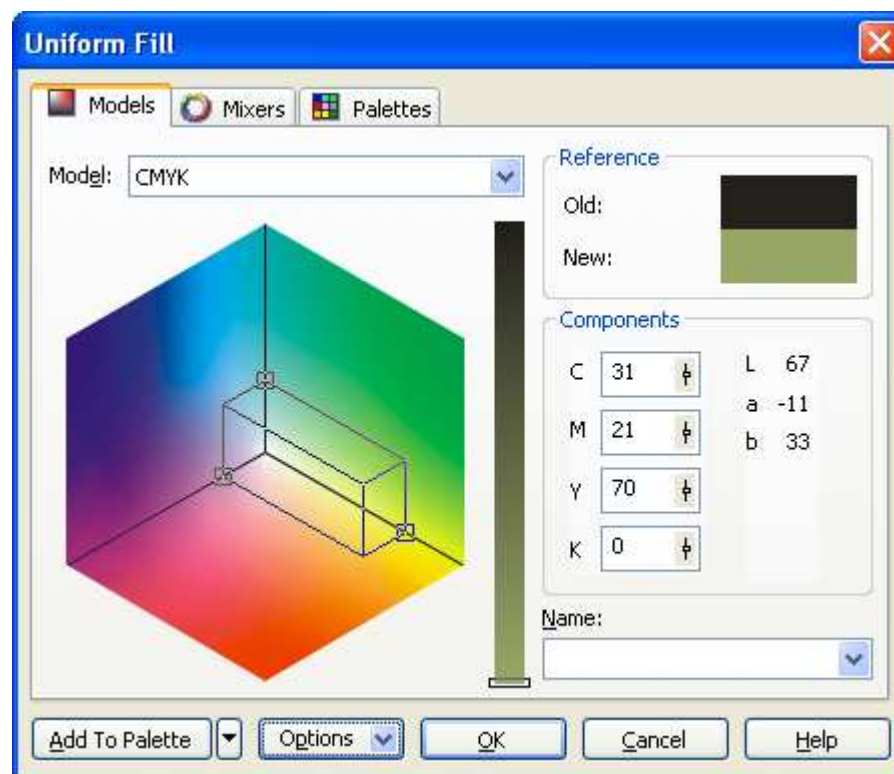 Uniform Fill
Models Mixers Palettes
Model: CMYK
Reference
Old:
New:
Components
C 31 L 67
M 21 a -11
Y 70 b 33
K 0
Name:
Add To Palette Options OK Cancel Help